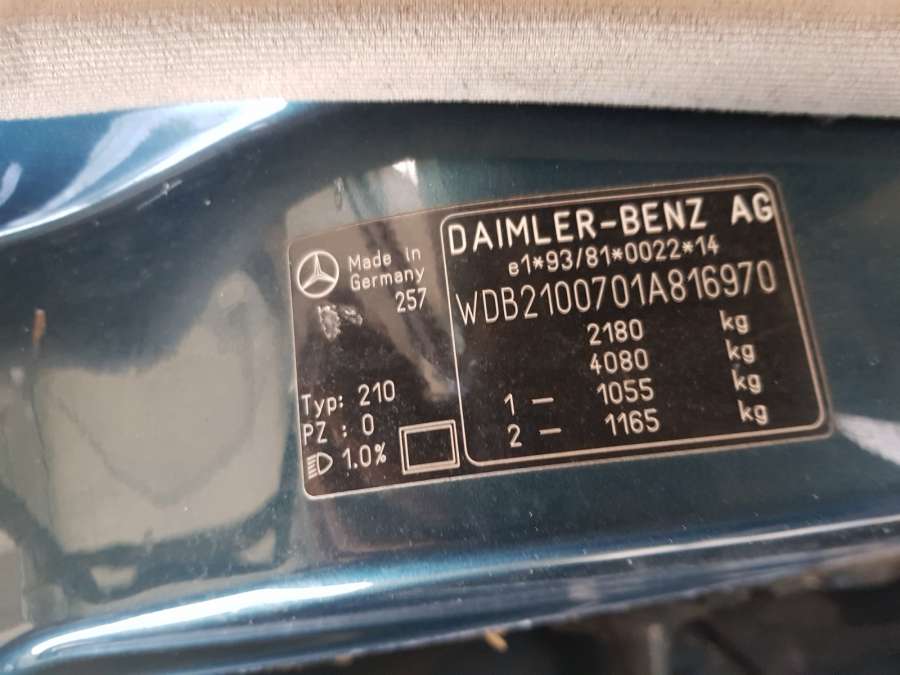 Made in
Germany
257
Typ: 210
PZ : 0
1.0%
DAIMLER-BENZ AG
e1*93/81*0022*14
WDB2100701A816970
2180 kg
4080 kg
1 - 1055 kg
2 - 1165 kg